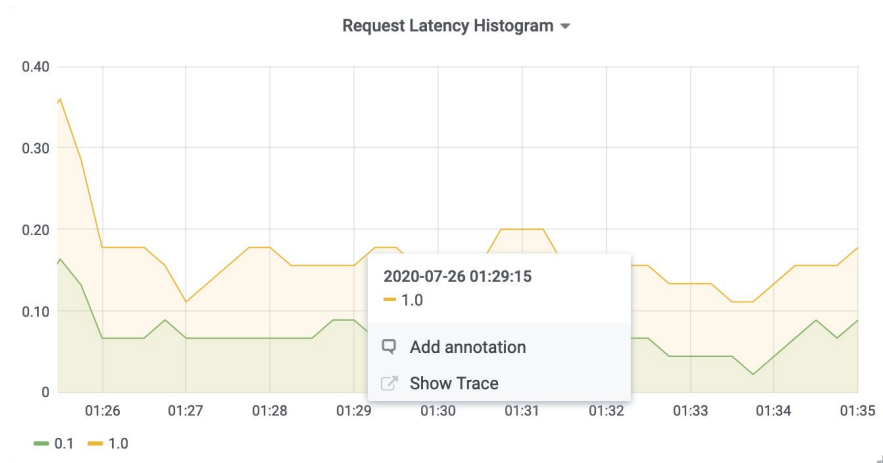 Request Latency Histogram
0.40
0.30
0.20
0.10
0
2020-07-26 01:29:15
1.0
Add annotation
Show Trace
01:26 01:27 01:28 01:29 01:30 01:31 01:32 01:33 01:34 01:35
0.1 1.0